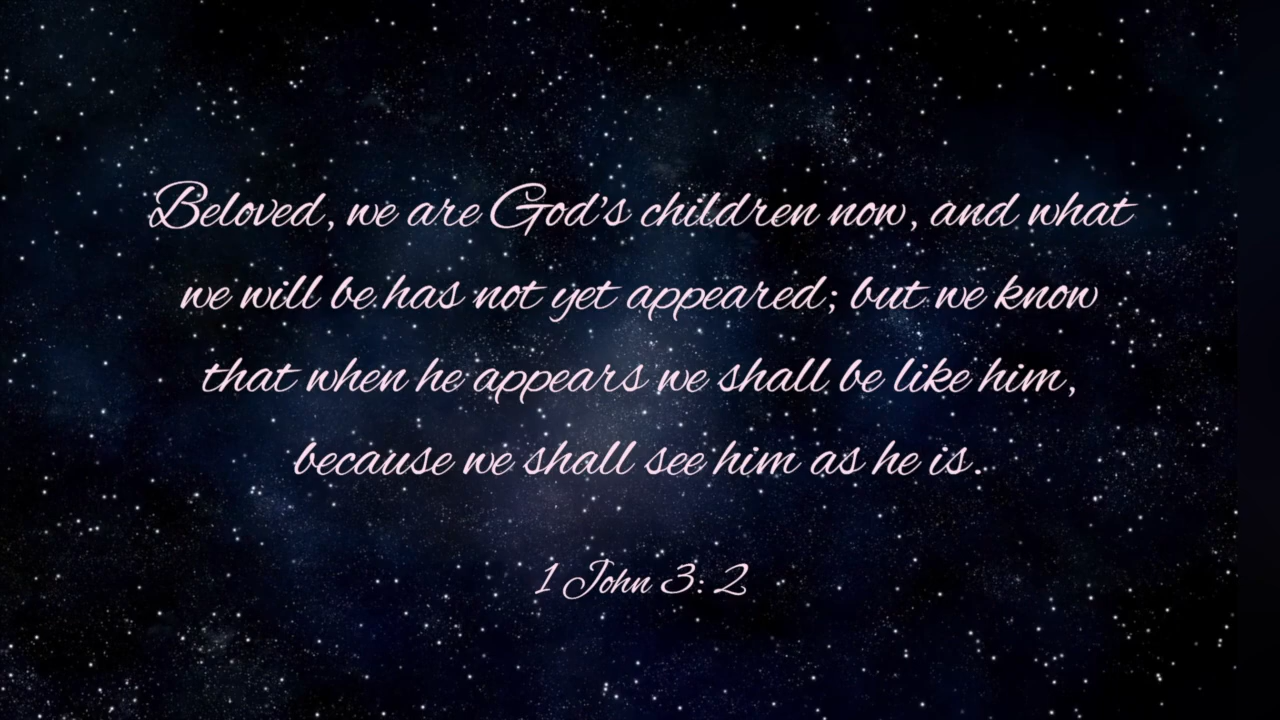 Beloved, we are God's children now, and what
we will be has not yet appeared; but we know
that when he appears we shall be like him,
because we shall see him as he is.
1 John 3: 2